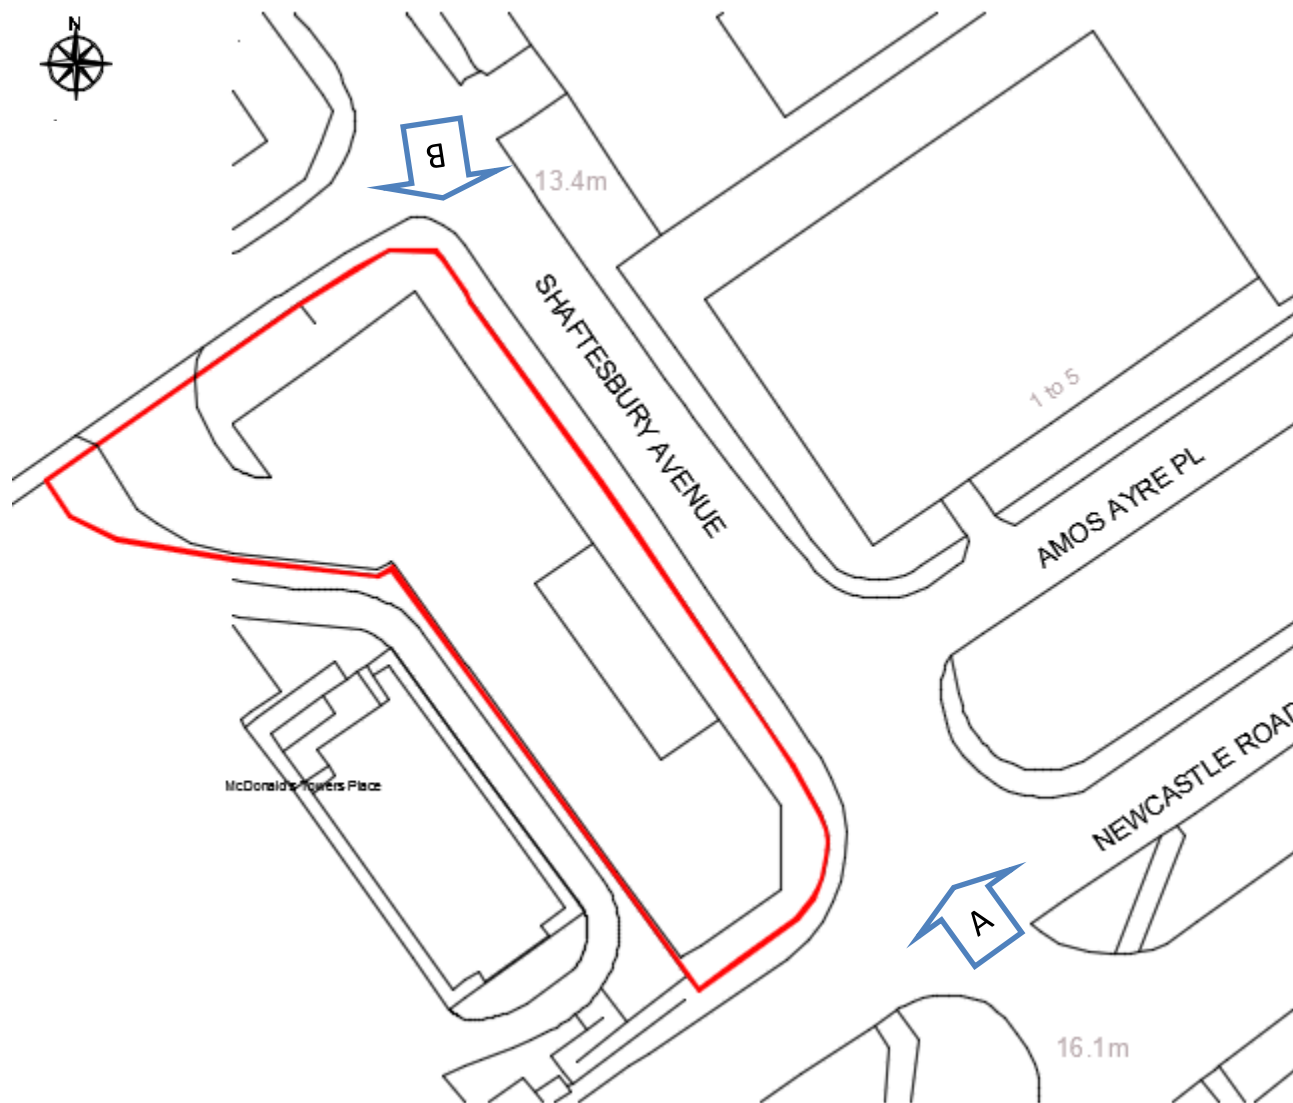 N
B
13.4m
SHAFTESBURY AVENUE
1 to 5
AMOS AYRE PL
NEWCASTLE ROAD
McDonald's Towers Place
A
16.1m